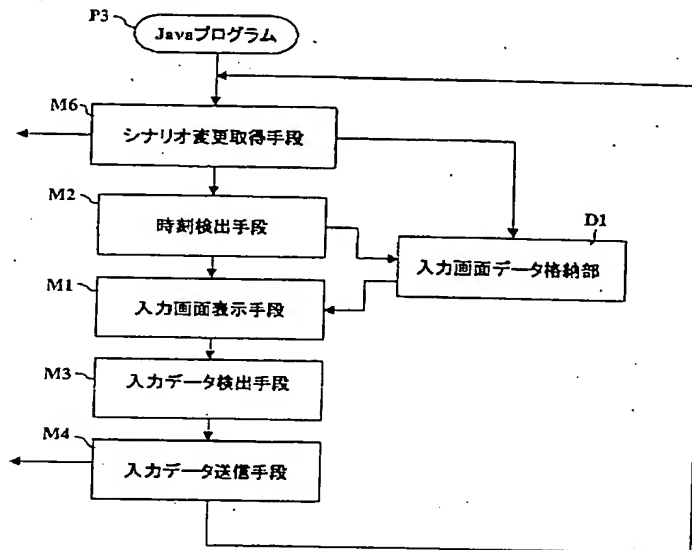 P3
Javaプログラム
M6
シナリオ変更取得手段
M2
時刻検出手段
D1
入力画面データ格納部
M1
入力画面表示手段
M3
入力データ検出手段
M4
入力データ送信手段